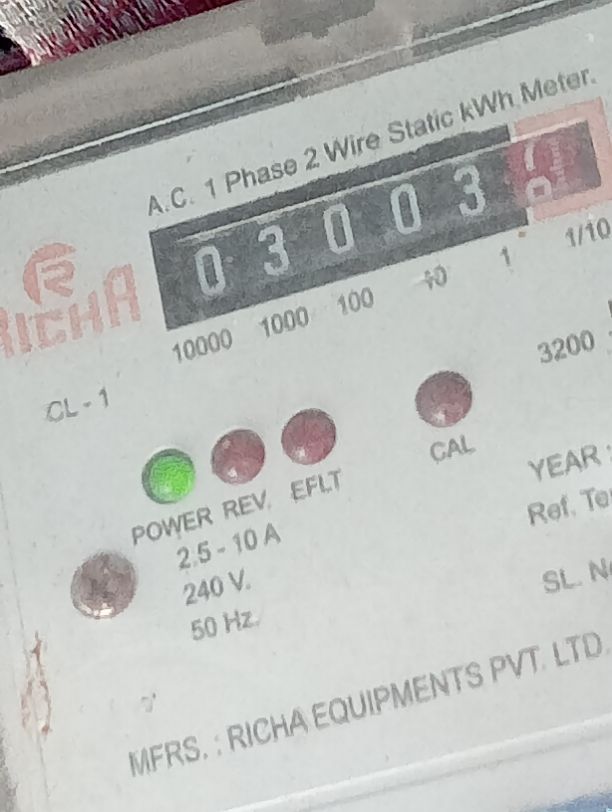 A.C. 1 Phase 2 Wire Static kWh Meter.
0 3 0 0 3
10000 1000 100 10 1 1/10
R
RICHA
3200
CL - 1
CAL
POWER REV. EFLT
YEAR :
2.5 - 10 A
Ref. Te
240 V.
SL. N
50 Hz.
MFRS. : RICHA EQUIPMENTS PVT. LTD.